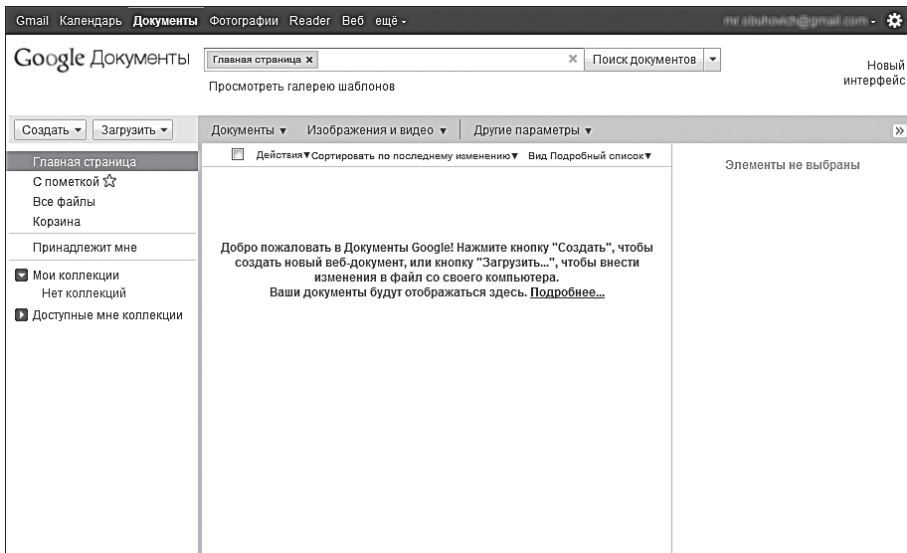 Gmail Календарь Документы Фотографии Reader Веб ещё
Google Документы
Главная страница x
× Поиск документов
Новый
интерфейс
Просмотреть галерею шаблонов
Создать Загрузить
Документы Изображения и видео Другие параметры »
Главная страница
С пометкой
Все файлы
Корзина
Принадлежит мне
Мои коллекции
Нет коллекций
Доступные мне коллекции
Действия Сортировать по последнему изменению Вид Подробный список
Добро пожаловать в Документы Google! Нажмите кнопку "Создать", чтобы
создать новый веб-документ, или кнопку "Загрузить...", чтобы внести
изменения в файл со своего компьютера.
Ваши документы будут отображаться здесь. Подробнее...
Элементы не выбраны